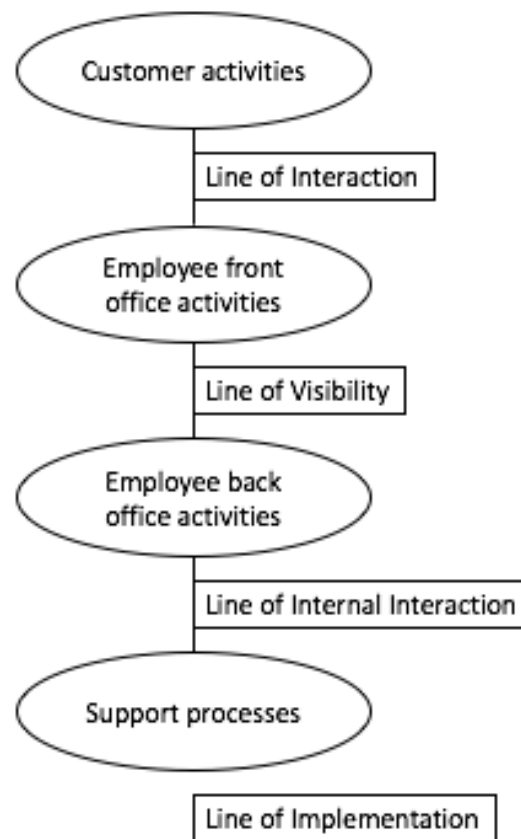 Customer activities
Line of Interaction
Employee front
office activities
Line of Visibility
Employee back
office activities
Line of Internal Interaction
Support processes
Line of Implementation